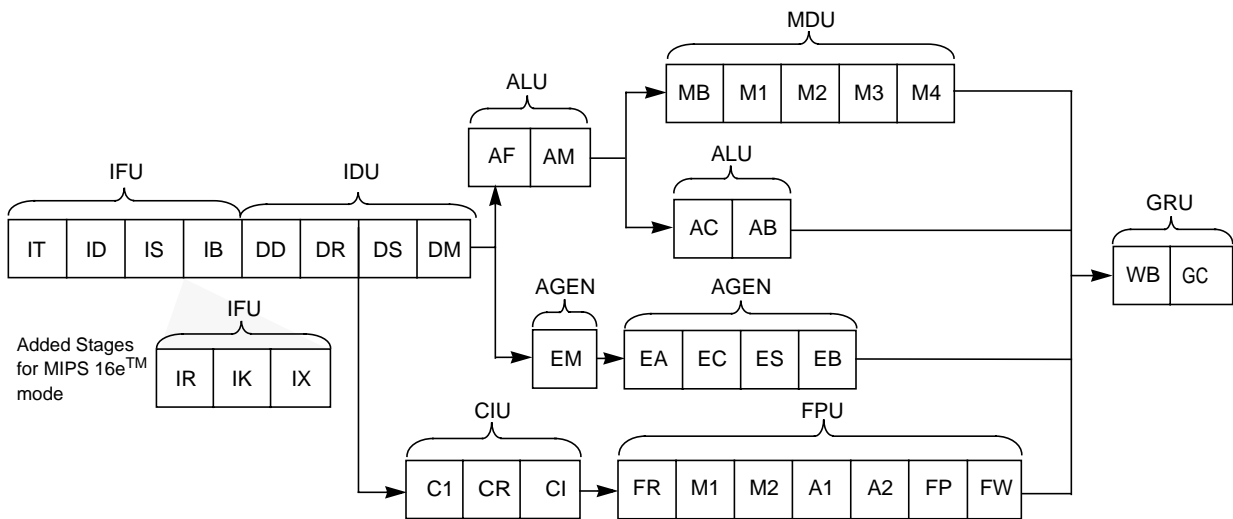 MDU
MB M1 M2 M3 M4
ALU
AF AM
ALU
AC AB
IFU IDU
IT ID IS IB DD DR DS DM
GRU
WB GC
AGEN AGEN
EM EA EC ES EB
IFU
Added Stages
for MIPS 16e™
mode
IR IK IX
CIU FPU
C1 CR CI FR M1 M2 A1 A2 FP FW